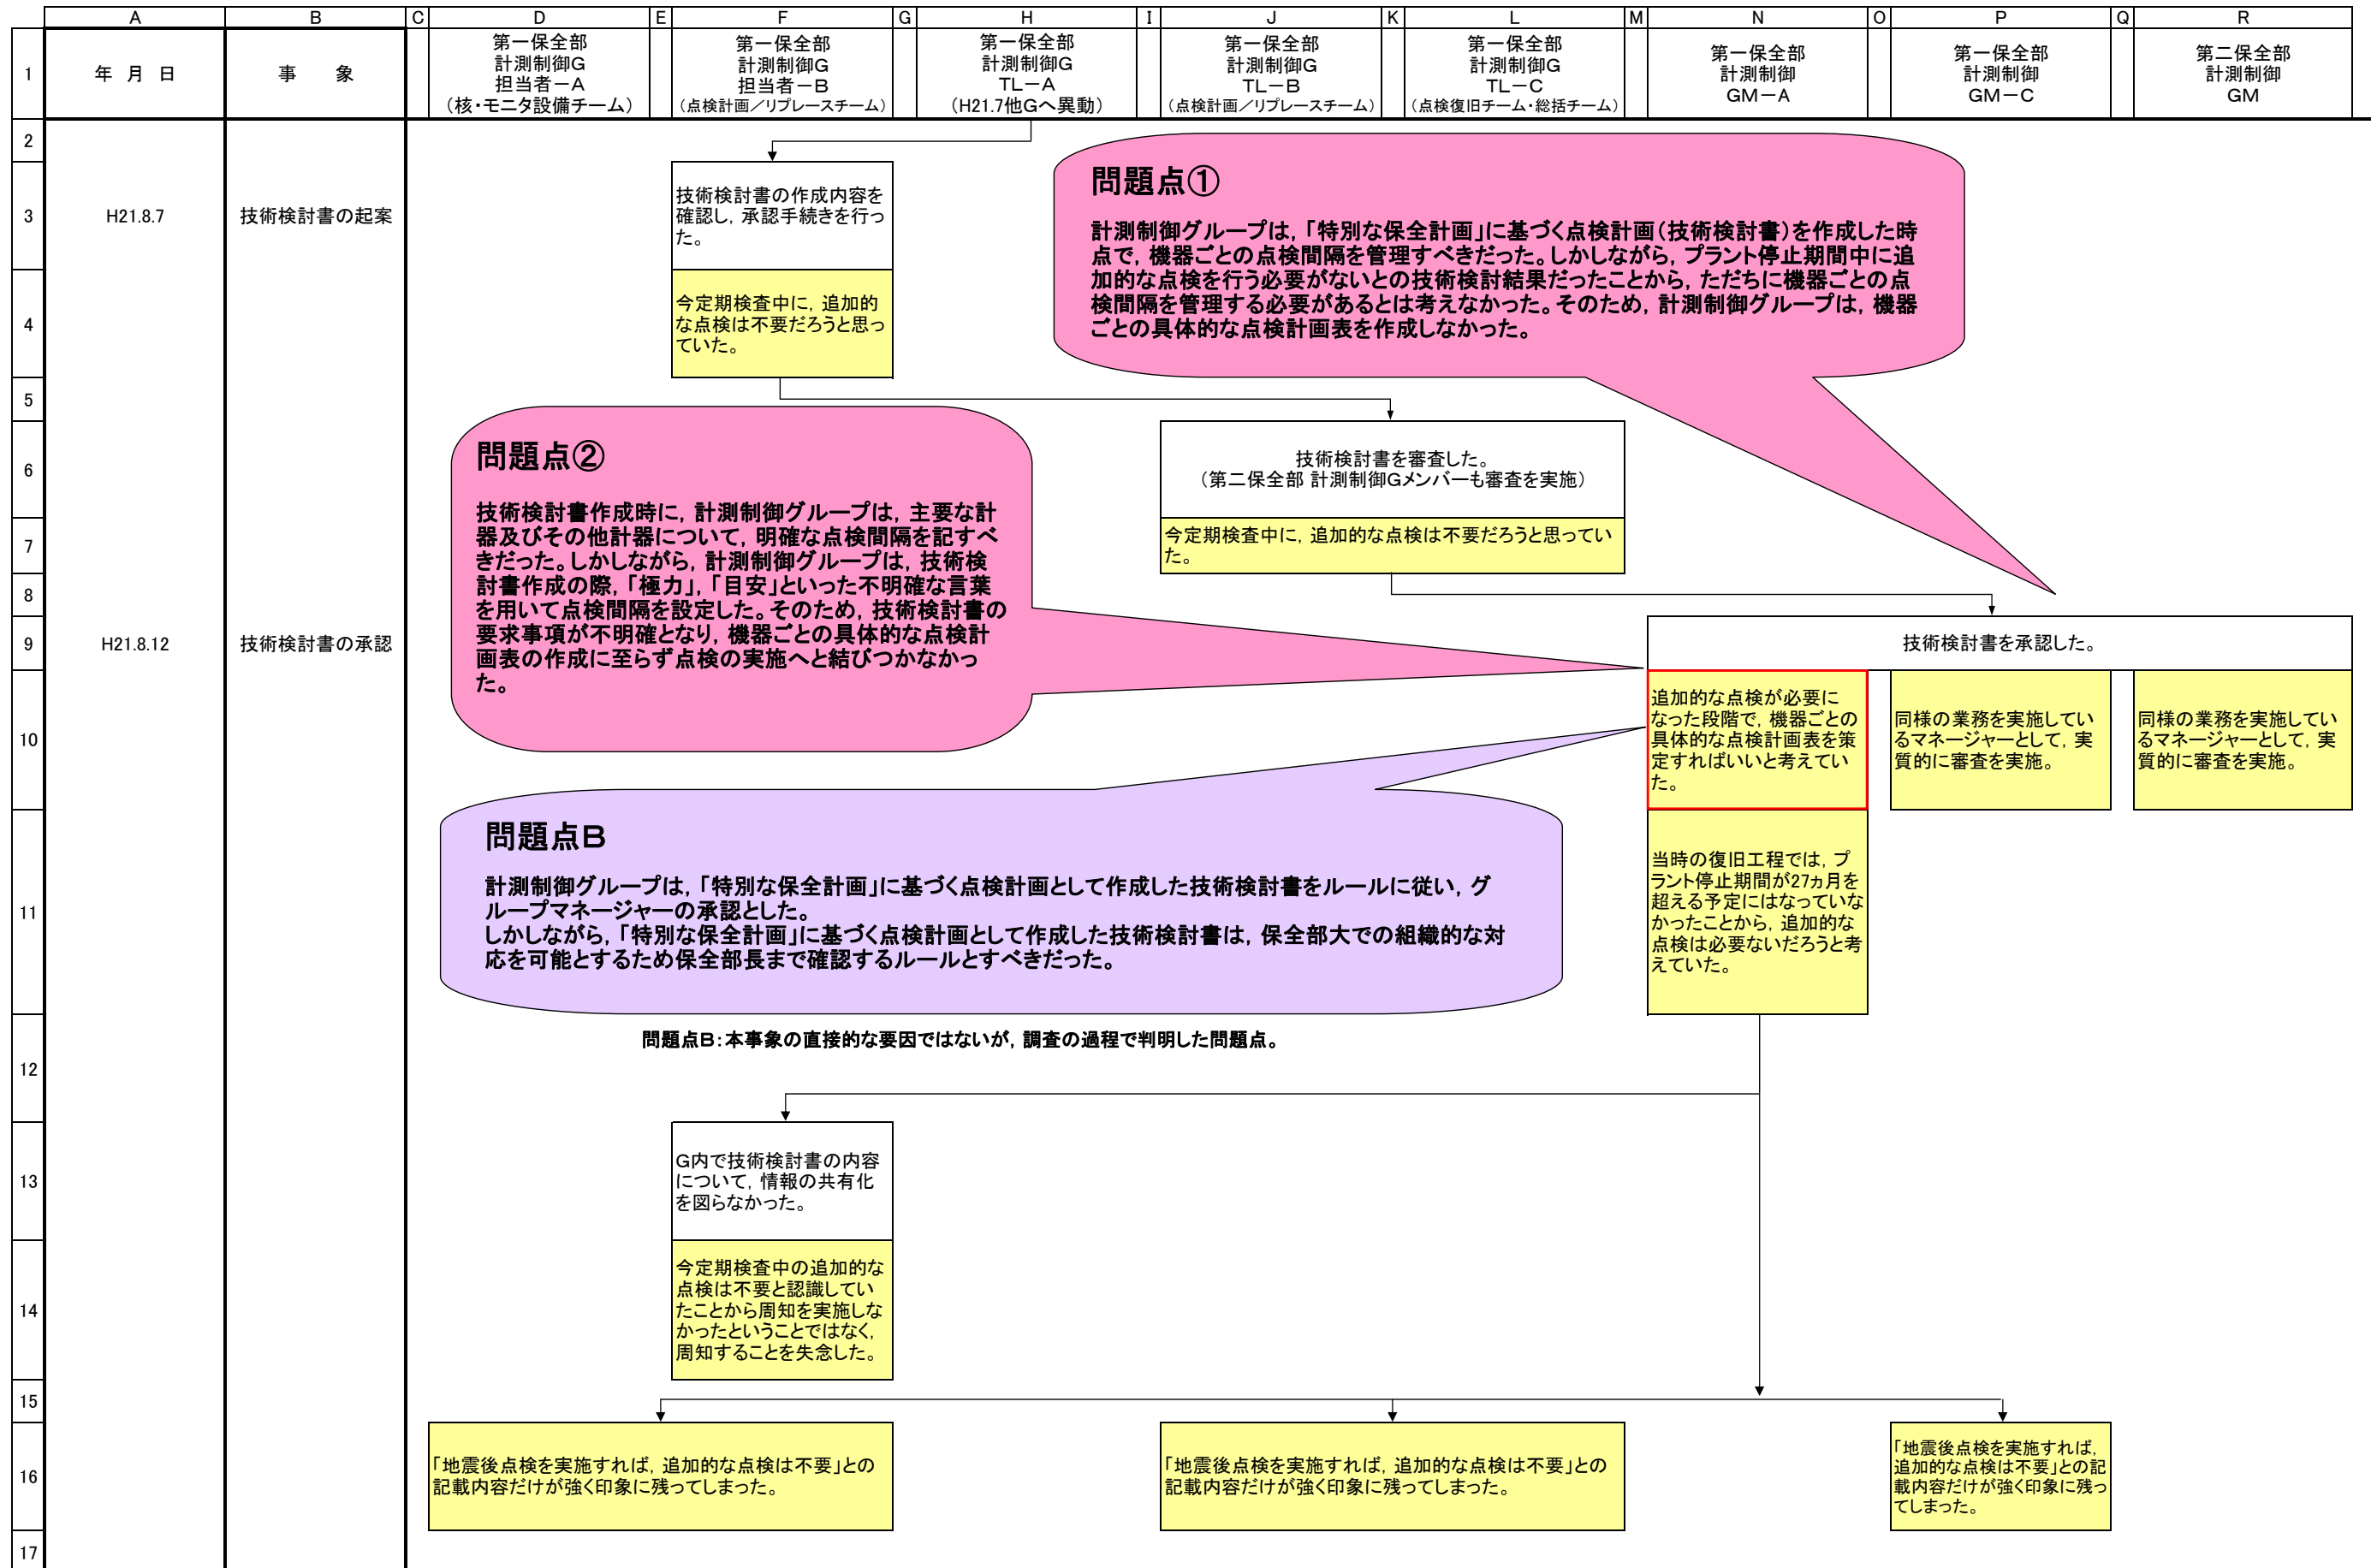 A B C D E F G H I J K L M N O P Q R
1
年 月 日
事 象
第一保全部
計測制御G
担当者－A
(核・モニタ設備チーム)
第一保全部
計測制御G
担当者－B
(点検計画／リプレースチーム)
第一保全部
計測制御G
TL－A
(H21.7他Gへ異動)
第一保全部
計測制御G
TL－B
(点検計画／リプレースチーム)
第一保全部
計測制御G
TL－C
(点検復旧チーム・総括チーム)
第一保全部
計測制御
GM－A
第一保全部
計測制御
GM－C
第二保全部
計測制御
GM
2
3
H21.8.7
技術検討書の起案
技術検討書の作成内容を
確認し，承認手続きを行っ
た。
問題点①
計測制御グループは，「特別な保全計画」に基づく点検計画（技術検討書）を作成した時
点で，機器ごとの点検間隔を管理すべきだった。しかしながら，プラント停止期間中に追
加的な点検を行う必要がないとの技術検討結果だったことから，ただちに機器ごとの点
検間隔を管理する必要があるとは考えなかった。そのため，計測制御グループは，機器
ごとの具体的な点検計画表を作成しなかった。
4
今定期検査中に，追加的
な点検は不要だろうと思っ
ていた。
5
問題点②
技術検討書作成時に，計測制御グループは，主要な計
器及びその他計器について，明確な点検間隔を記すべ
きだった。しかしながら，計測制御グループは，技術検
討書作成の際，「極力」，「目安」といった不明確な言葉
を用いて点検間隔を設定した。そのため，技術検討書の
要求事項が不明確となり，機器ごとの具体的な点検計
画表の作成に至らず点検の実施へと結びつかなかっ
た。
6
技術検討書を審査した。
（第二保全部 計測制御Gメンバーも審査を実施）
7
今定期検査中に，追加的な点検は不要だろうと思ってい
た。
8
9
H21.8.12
技術検討書の承認
技術検討書を承認した。
10
追加的な点検が必要に
なった段階で，機器ごとの
具体的な点検計画表を策
定すればいいと考えてい
た。
同様の業務を実施してい
るマネージャーとして，実
質的に審査を実施。
同様の業務を実施してい
るマネージャーとして，実
質的に審査を実施。
11
問題点B
計測制御グループは，「特別な保全計画」に基づく点検計画として作成した技術検討書をルールに従い，グ
ループマネージャーの承認とした。
しかしながら，「特別な保全計画」に基づく点検計画として作成した技術検討書は，保全部大での組織的な対
応を可能とするため保全部長まで確認するルールとすべきだった。
当時の復旧工程では，プ
ラント停止期間が27ヵ月を
超える予定にはなっていな
かったことから，追加的な
点検は必要ないだろうと考
えていた。
12
問題点B：本事象の直接的な要因ではないが，調査の過程で判明した問題点。
13
G内で技術検討書の内容
について，情報の共有化
を図らなかった。
14
今定期検査中の追加的な
点検は不要と認識してい
たことから周知を実施しな
かったということではなく，
周知することを失念した。
15
16
「地震後点検を実施すれば，追加的な点検は不要」との
記載内容だけが強く印象に残ってしまった。
「地震後点検を実施すれば，追加的な点検は不要」との
記載内容だけが強く印象に残ってしまった。
「地震後点検を実施すれば，
追加的な点検は不要」との記
載内容だけが強く印象に残っ
てしまった。
17